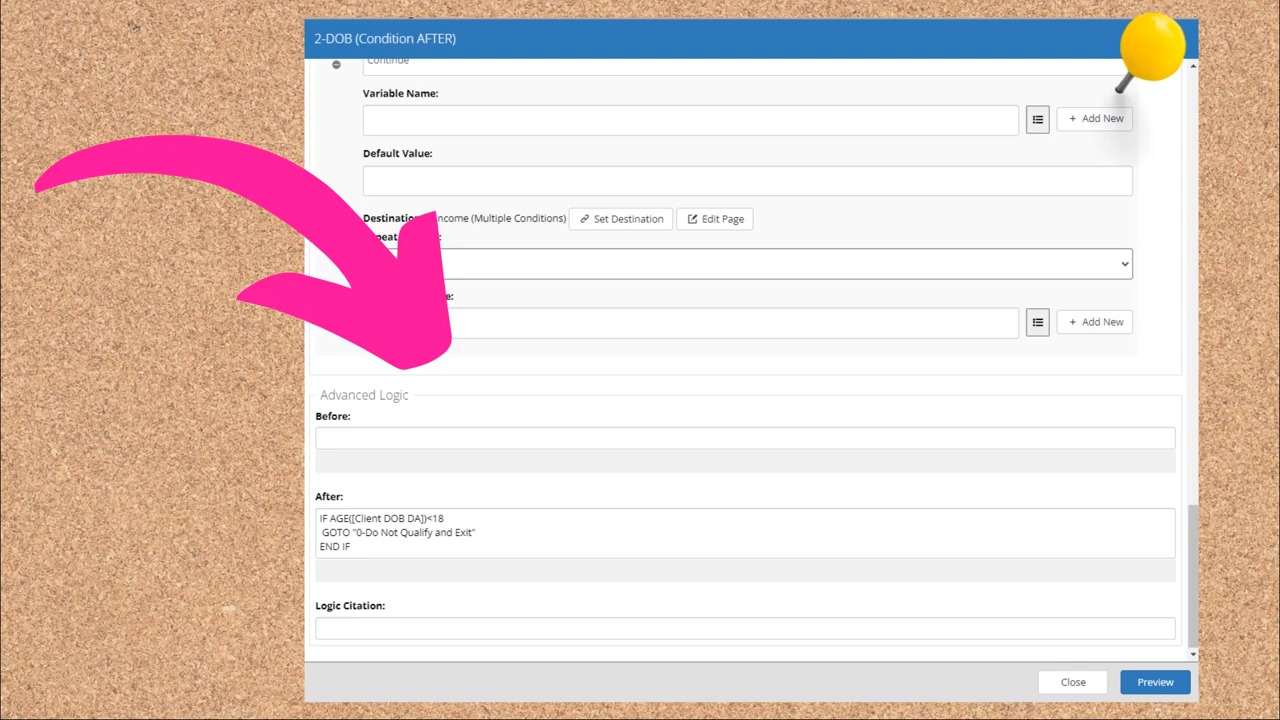 2-DOB (Condition AFTER)
Continue
Variable Name:
+ Add New
Default Value:
Destination
ncome (Multiple Conditions)
Set Destination
Edit Page
+ Add New
Advanced Logic
Before:
After:
IF AGE([Client DOB DA])<18
GOTO "0-Do Not Qualify and Exit"
END IF
Logic Citation:
Close
Preview